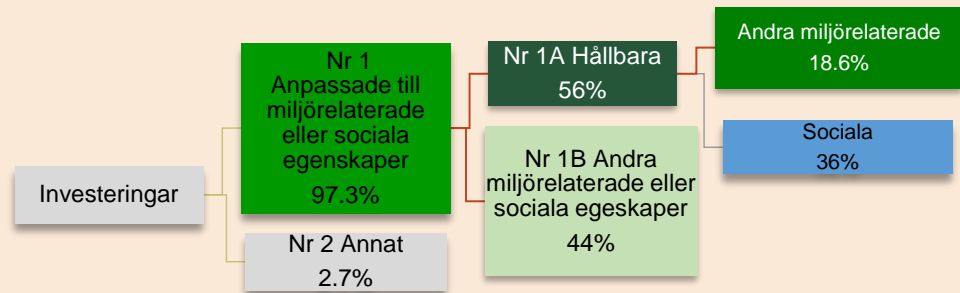 Investeringar
Nr 1
Anpassade till
miljörelaterade
eller sociala
egenskaper
97.3%
Nr 2 Annat
2.7%
Nr 1A Hållbara
56%
Nr 1B Andra
miljörelaterade eller
sociala egeskaper
44%
Andra miljörelaterade
18.6%
Sociala
36%